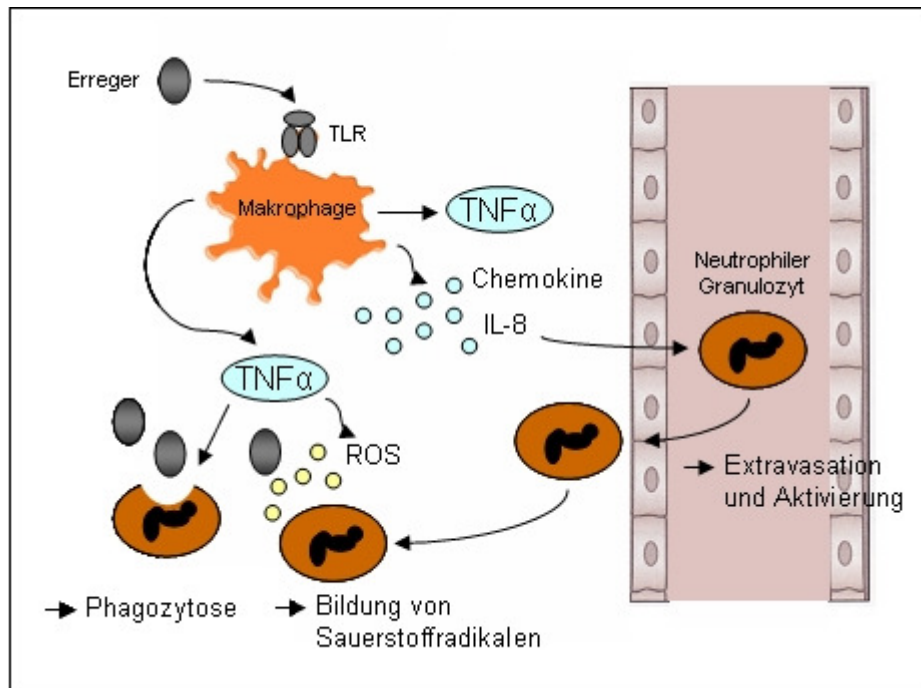 Erreger
TLR
Makrophage
TNFα
Chemokine
IL-8
Neutrophiler
Granulozyt
TNFα
ROS
Extravasation
und Aktivierung
Phagozytose
Bildung von
Sauerstoffradikalen